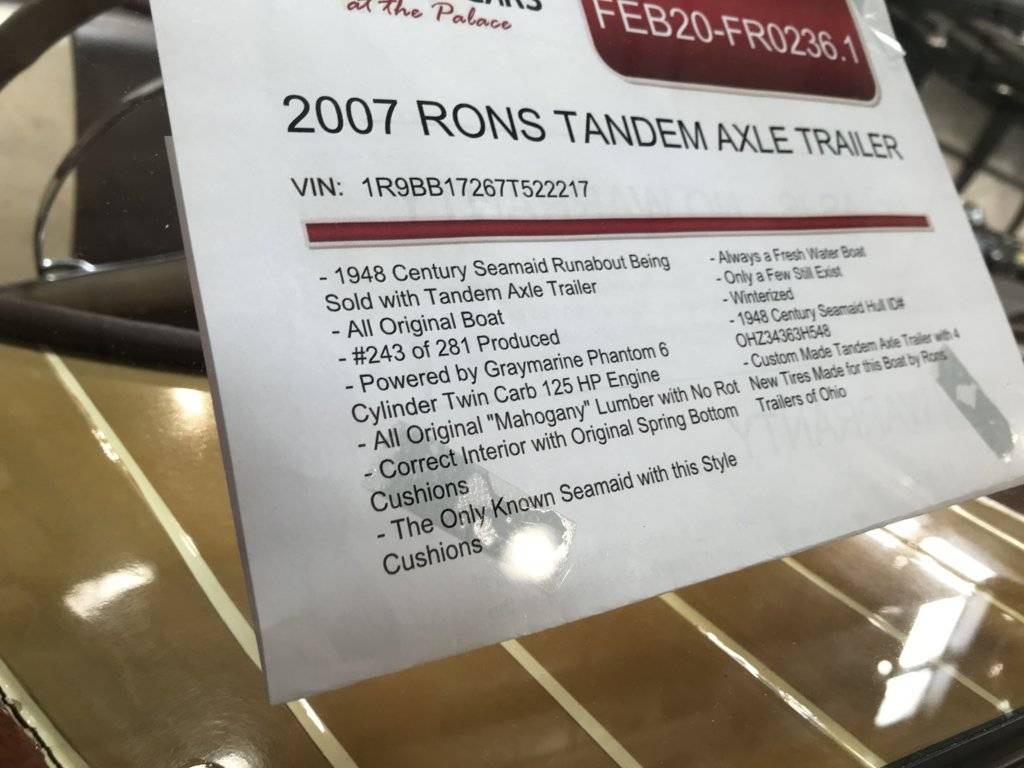 at the Palace
FEB20-FR0236.1
2007 RONS TANDEM AXLE TRAILER
VIN: 1R9BB17267T522217
- 1948 Century Seamaid Runabout Being
Sold with Tandem Axle Trailer
- All Original Boat
- #243 of 281 Produced
- Powered by Graymarine Phantom 6
Cylinder Twin Carb 125 HP Engine
- All Original "Mahogany" Lumber with No Rot
- Correct Interior with Original Spring Bottom
Cushions
- The Only Known Seamaid with this Style
Cushions
- Always a Fresh Water Boat
- Only a Few Still Exist
- Winterized
- 1948 Century Seamaid Hull ID#
OHZ34363H548
- Custom Made Tandem Axle Trailer with 4
New Tires Made for this Boat by Rons
Trailers of Ohio